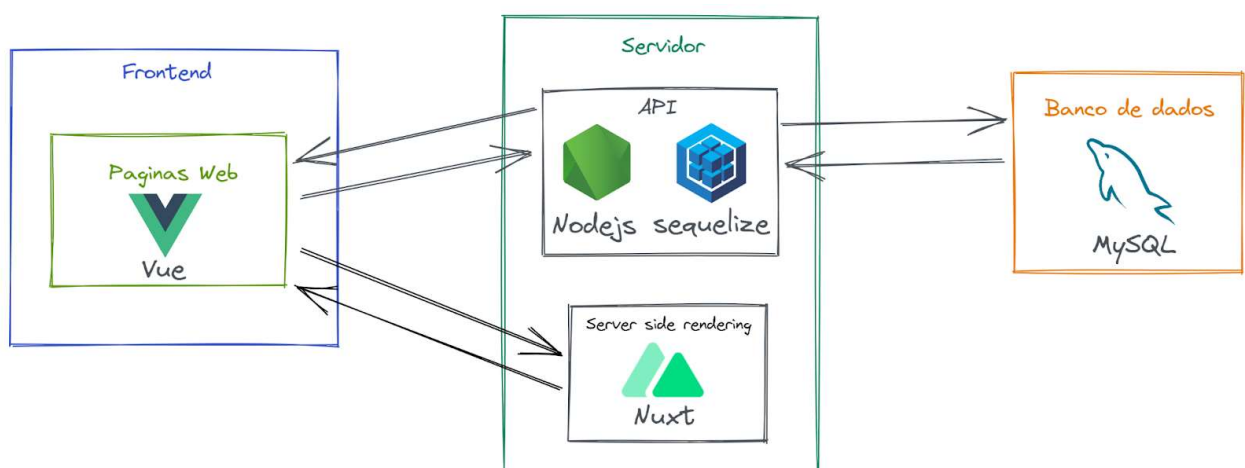 Frontend
Paginas Web
Vue
Servidor
API
Nodejs sequelize
Server side rendering
Nuxt
Banco de dados
MySQL